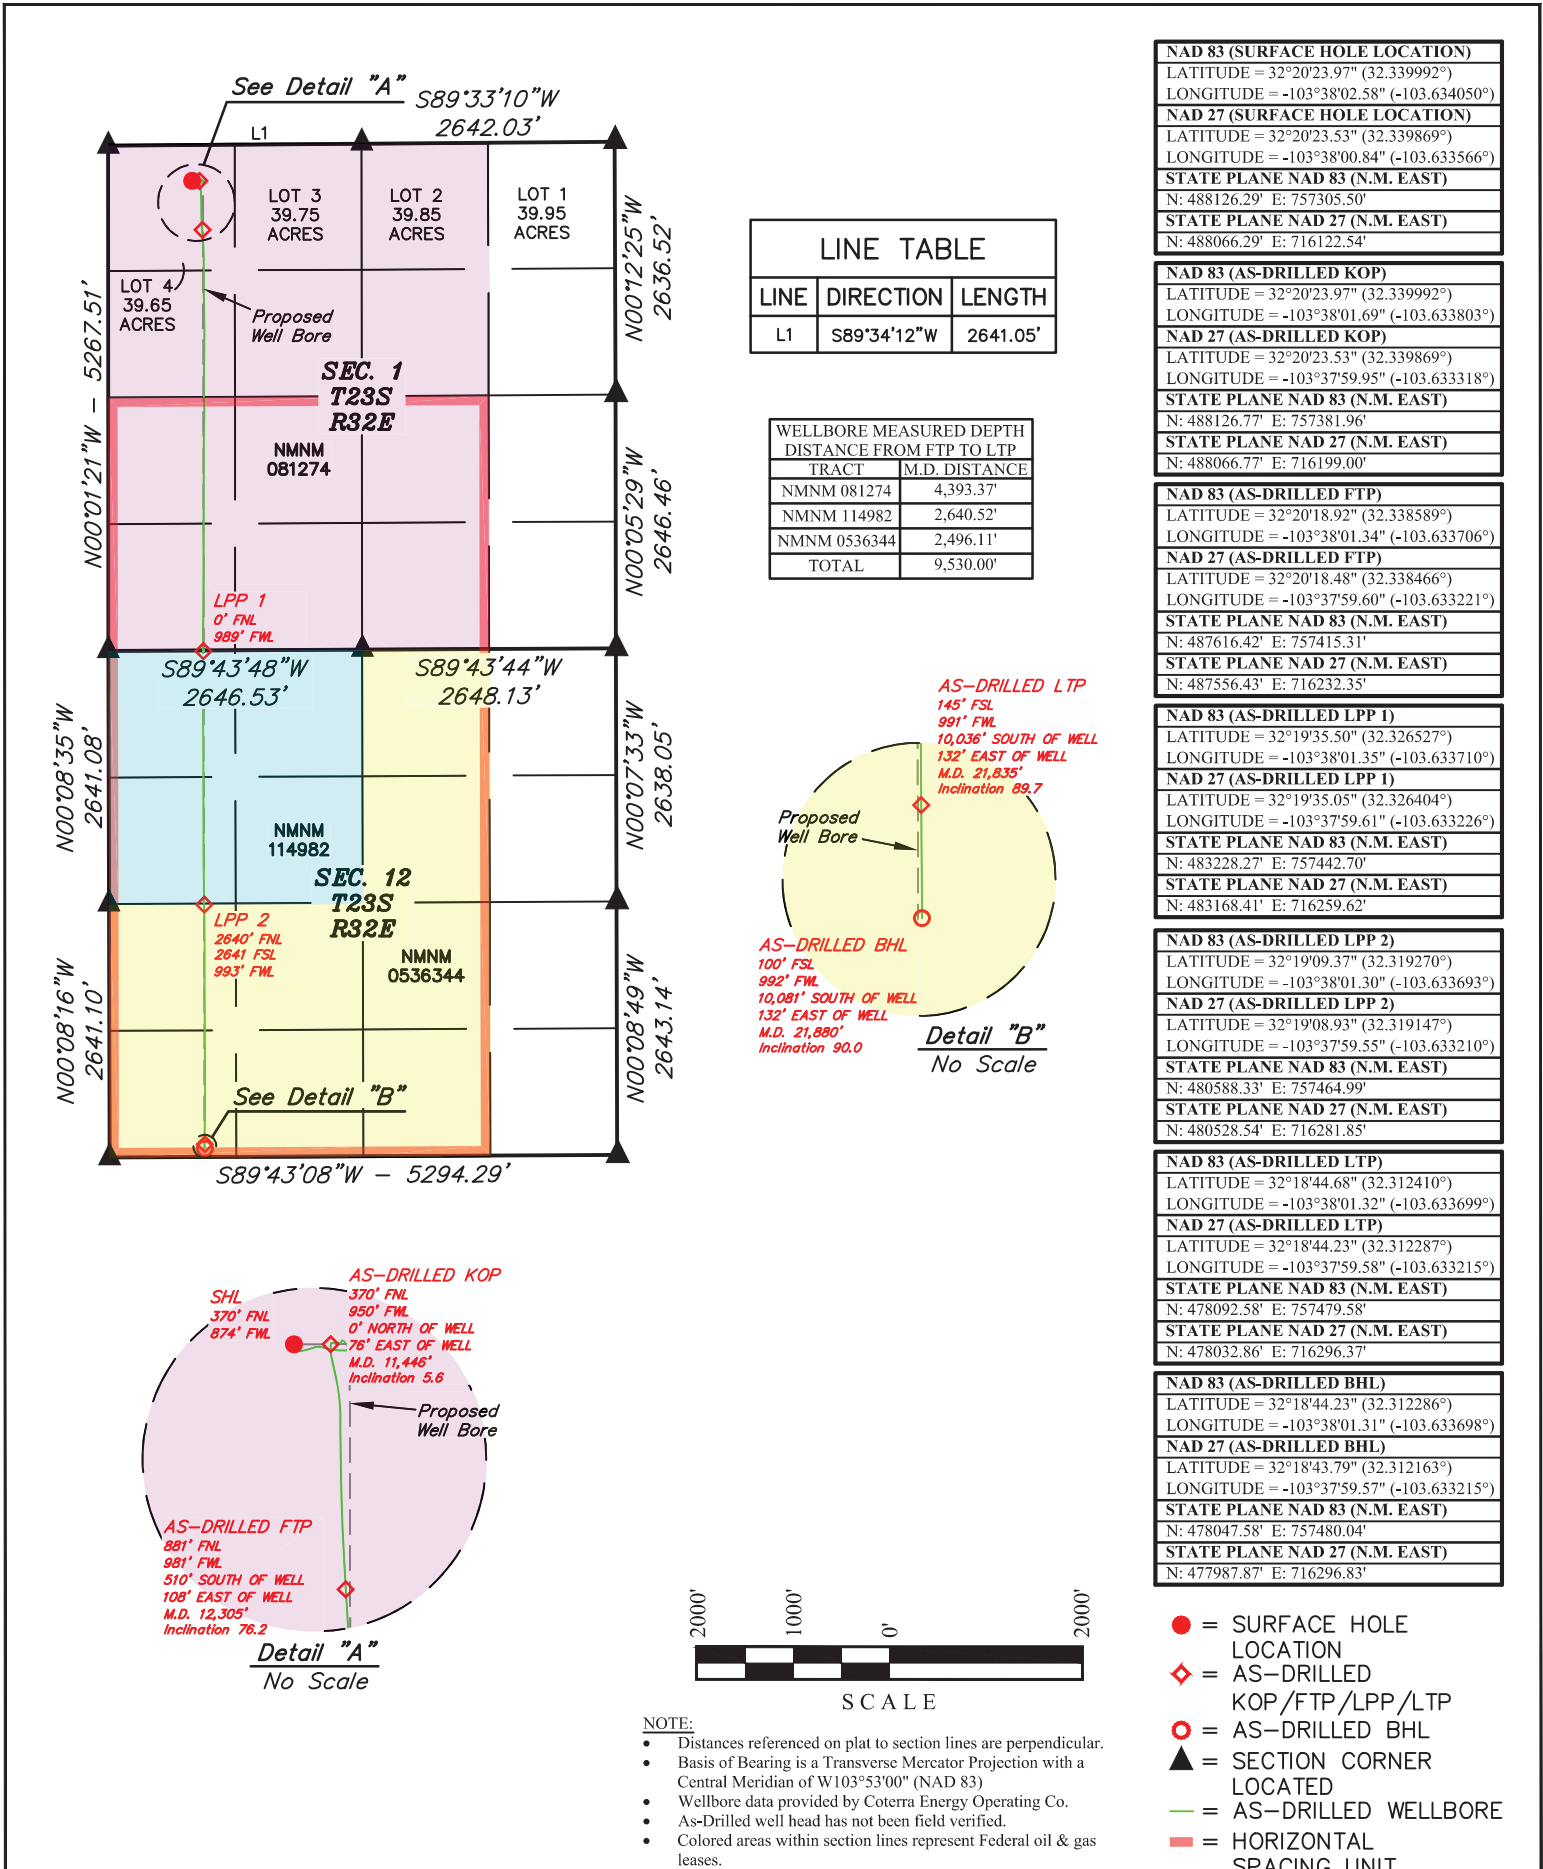 See Detail "A"
S89°33'10"W
2642.03'
L1
LOT 3
39.75
ACRES
LOT 2
39.85
ACRES
LOT 1
39.95
ACRES
LOT 4
39.65
ACRES
Proposed
Well Bore
N00°12'25"W
2636.52'
N00°01'21"W - 5267.51'
SEC. 1
T23S
R32E
NMNM
081274
N00°05'29"W
2646.46'
LPP 1
0' FNL
989' FWL
S89°43'48"W
2646.53'
S89°43'44"W
2648.13'
N00°08'35"W
2641.08'
N00°07'33"W
2638.05'
NMNM
114982
SEC. 12
T23S
R32E
LPP 2
2640' FNL
2641 FSL
993' FWL
NMNM
0536344
N00°08'16"W
2641.10'
N00°08'49"W
2643.14'
See Detail "B"
S89°43'08"W - 5294.29'
LINE TABLE
LINE DIRECTION LENGTH
L1 S89°34'12"W 2641.05'
WELLBORE MEASURED DEPTH
DISTANCE FROM FTP TO LTP
TRACT M.D. DISTANCE
NMNM 081274 4,393.37'
NMNM 114982 2,640.52'
NMNM 0536344 2,496.11'
TOTAL 9,530.00'
AS-DRILLED LTP
145' FSL
991' FWL
10,036' SOUTH OF WELL
132' EAST OF WELL
M.D. 21,835'
Inclination 89.7
Proposed
Well Bore
AS-DRILLED BHL
100' FSL
992' FWL
10,081' SOUTH OF WELL
132' EAST OF WELL
M.D. 21,880'
Inclination 90.0
Detail "B"
No Scale
SHL
370' FNL
874' FWL
AS-DRILLED KOP
370' FNL
950' FWL
0' NORTH OF WELL
76' EAST OF WELL
M.D. 11,446'
Inclination 5.6
Proposed
Well Bore
AS-DRILLED FTP
881' FNL
981' FWL
510' SOUTH OF WELL
108' EAST OF WELL
M.D. 12,305'
Inclination 76.2
Detail "A"
No Scale
2000' 1000' 0' 2000'
SCALE
NOTE:
• Distances referenced on plat to section lines are perpendicular.
• Basis of Bearing is a Transverse Mercator Projection with a
Central Meridian of W103°53'00" (NAD 83)
• Wellbore data provided by Coterra Energy Operating Co.
• As-Drilled well head has not been field verified.
• Colored areas within section lines represent Federal oil & gas
leases.
NAD 83 (SURFACE HOLE LOCATION)
LATITUDE = 32°20'23.97" (32.339992°)
LONGITUDE = -103°38'02.58" (-103.634050°)
NAD 27 (SURFACE HOLE LOCATION)
LATITUDE = 32°20'23.53" (32.339869°)
LONGITUDE = -103°38'00.84" (-103.633566°)
STATE PLANE NAD 83 (N.M. EAST)
N: 488126.29' E: 757305.50'
STATE PLANE NAD 27 (N.M. EAST)
N: 488066.29' E: 716122.54'
NAD 83 (AS-DRILLED KOP)
LATITUDE = 32°20'23.97" (32.339992°)
LONGITUDE = -103°38'01.69" (-103.633803°)
NAD 27 (AS-DRILLED KOP)
LATITUDE = 32°20'23.53" (32.339869°)
LONGITUDE = -103°37'59.95" (-103.633318°)
STATE PLANE NAD 83 (N.M. EAST)
N: 488126.77' E: 757381.96'
STATE PLANE NAD 27 (N.M. EAST)
N: 488066.77' E: 716199.00'
NAD 83 (AS-DRILLED FTP)
LATITUDE = 32°20'18.92" (32.338589°)
LONGITUDE = -103°38'01.34" (-103.633706°)
NAD 27 (AS-DRILLED FTP)
LATITUDE = 32°20'18.48" (32.338466°)
LONGITUDE = -103°37'59.60" (-103.633221°)
STATE PLANE NAD 83 (N.M. EAST)
N: 487616.42' E: 757415.31'
STATE PLANE NAD 27 (N.M. EAST)
N: 487556.43' E: 716232.35'
NAD 83 (AS-DRILLED LPP 1)
LATITUDE = 32°19'35.50" (32.326527°)
LONGITUDE = -103°38'01.35" (-103.633710°)
NAD 27 (AS-DRILLED LPP 1)
LATITUDE = 32°19'35.05" (32.326404°)
LONGITUDE = -103°37'59.61" (-103.633226°)
STATE PLANE NAD 83 (N.M. EAST)
N: 483228.27' E: 757442.70'
STATE PLANE NAD 27 (N.M. EAST)
N: 483168.41' E: 716259.62'
NAD 83 (AS-DRILLED LPP 2)
LATITUDE = 32°19'09.37" (32.319270°)
LONGITUDE = -103°38'01.30" (-103.633693°)
NAD 27 (AS-DRILLED LPP 2)
LATITUDE = 32°19'08.93" (32.319147°)
LONGITUDE = -103°37'59.55" (-103.633210°)
STATE PLANE NAD 83 (N.M. EAST)
N: 480588.33' E: 757464.99'
STATE PLANE NAD 27 (N.M. EAST)
N: 480528.54' E: 716281.85'
NAD 83 (AS-DRILLED LTP)
LATITUDE = 32°18'44.68" (32.312410°)
LONGITUDE = -103°38'01.32" (-103.633699°)
NAD 27 (AS-DRILLED LTP)
LATITUDE = 32°18'44.23" (32.312287°)
LONGITUDE = -103°37'59.58" (-103.633215°)
STATE PLANE NAD 83 (N.M. EAST)
N: 478092.58' E: 757479.58'
STATE PLANE NAD 27 (N.M. EAST)
N: 478032.86' E: 716296.37'
NAD 83 (AS-DRILLED BHL)
LATITUDE = 32°18'44.23" (32.312286°)
LONGITUDE = -103°38'01.31" (-103.633698°)
NAD 27 (AS-DRILLED BHL)
LATITUDE = 32°18'43.79" (32.312163°)
LONGITUDE = -103°37'59.57" (-103.633215°)
STATE PLANE NAD 83 (N.M. EAST)
N: 478047.58' E: 757480.04'
STATE PLANE NAD 27 (N.M. EAST)
N: 477987.87' E: 716296.83'
= SURFACE HOLE
LOCATION
= AS-DRILLED
KOP/FTP/LPP/LTP
= AS-DRILLED BHL
= SECTION CORNER
LOCATED
= AS-DRILLED WELLBORE
= HORIZONTAL
SPACING UNIT